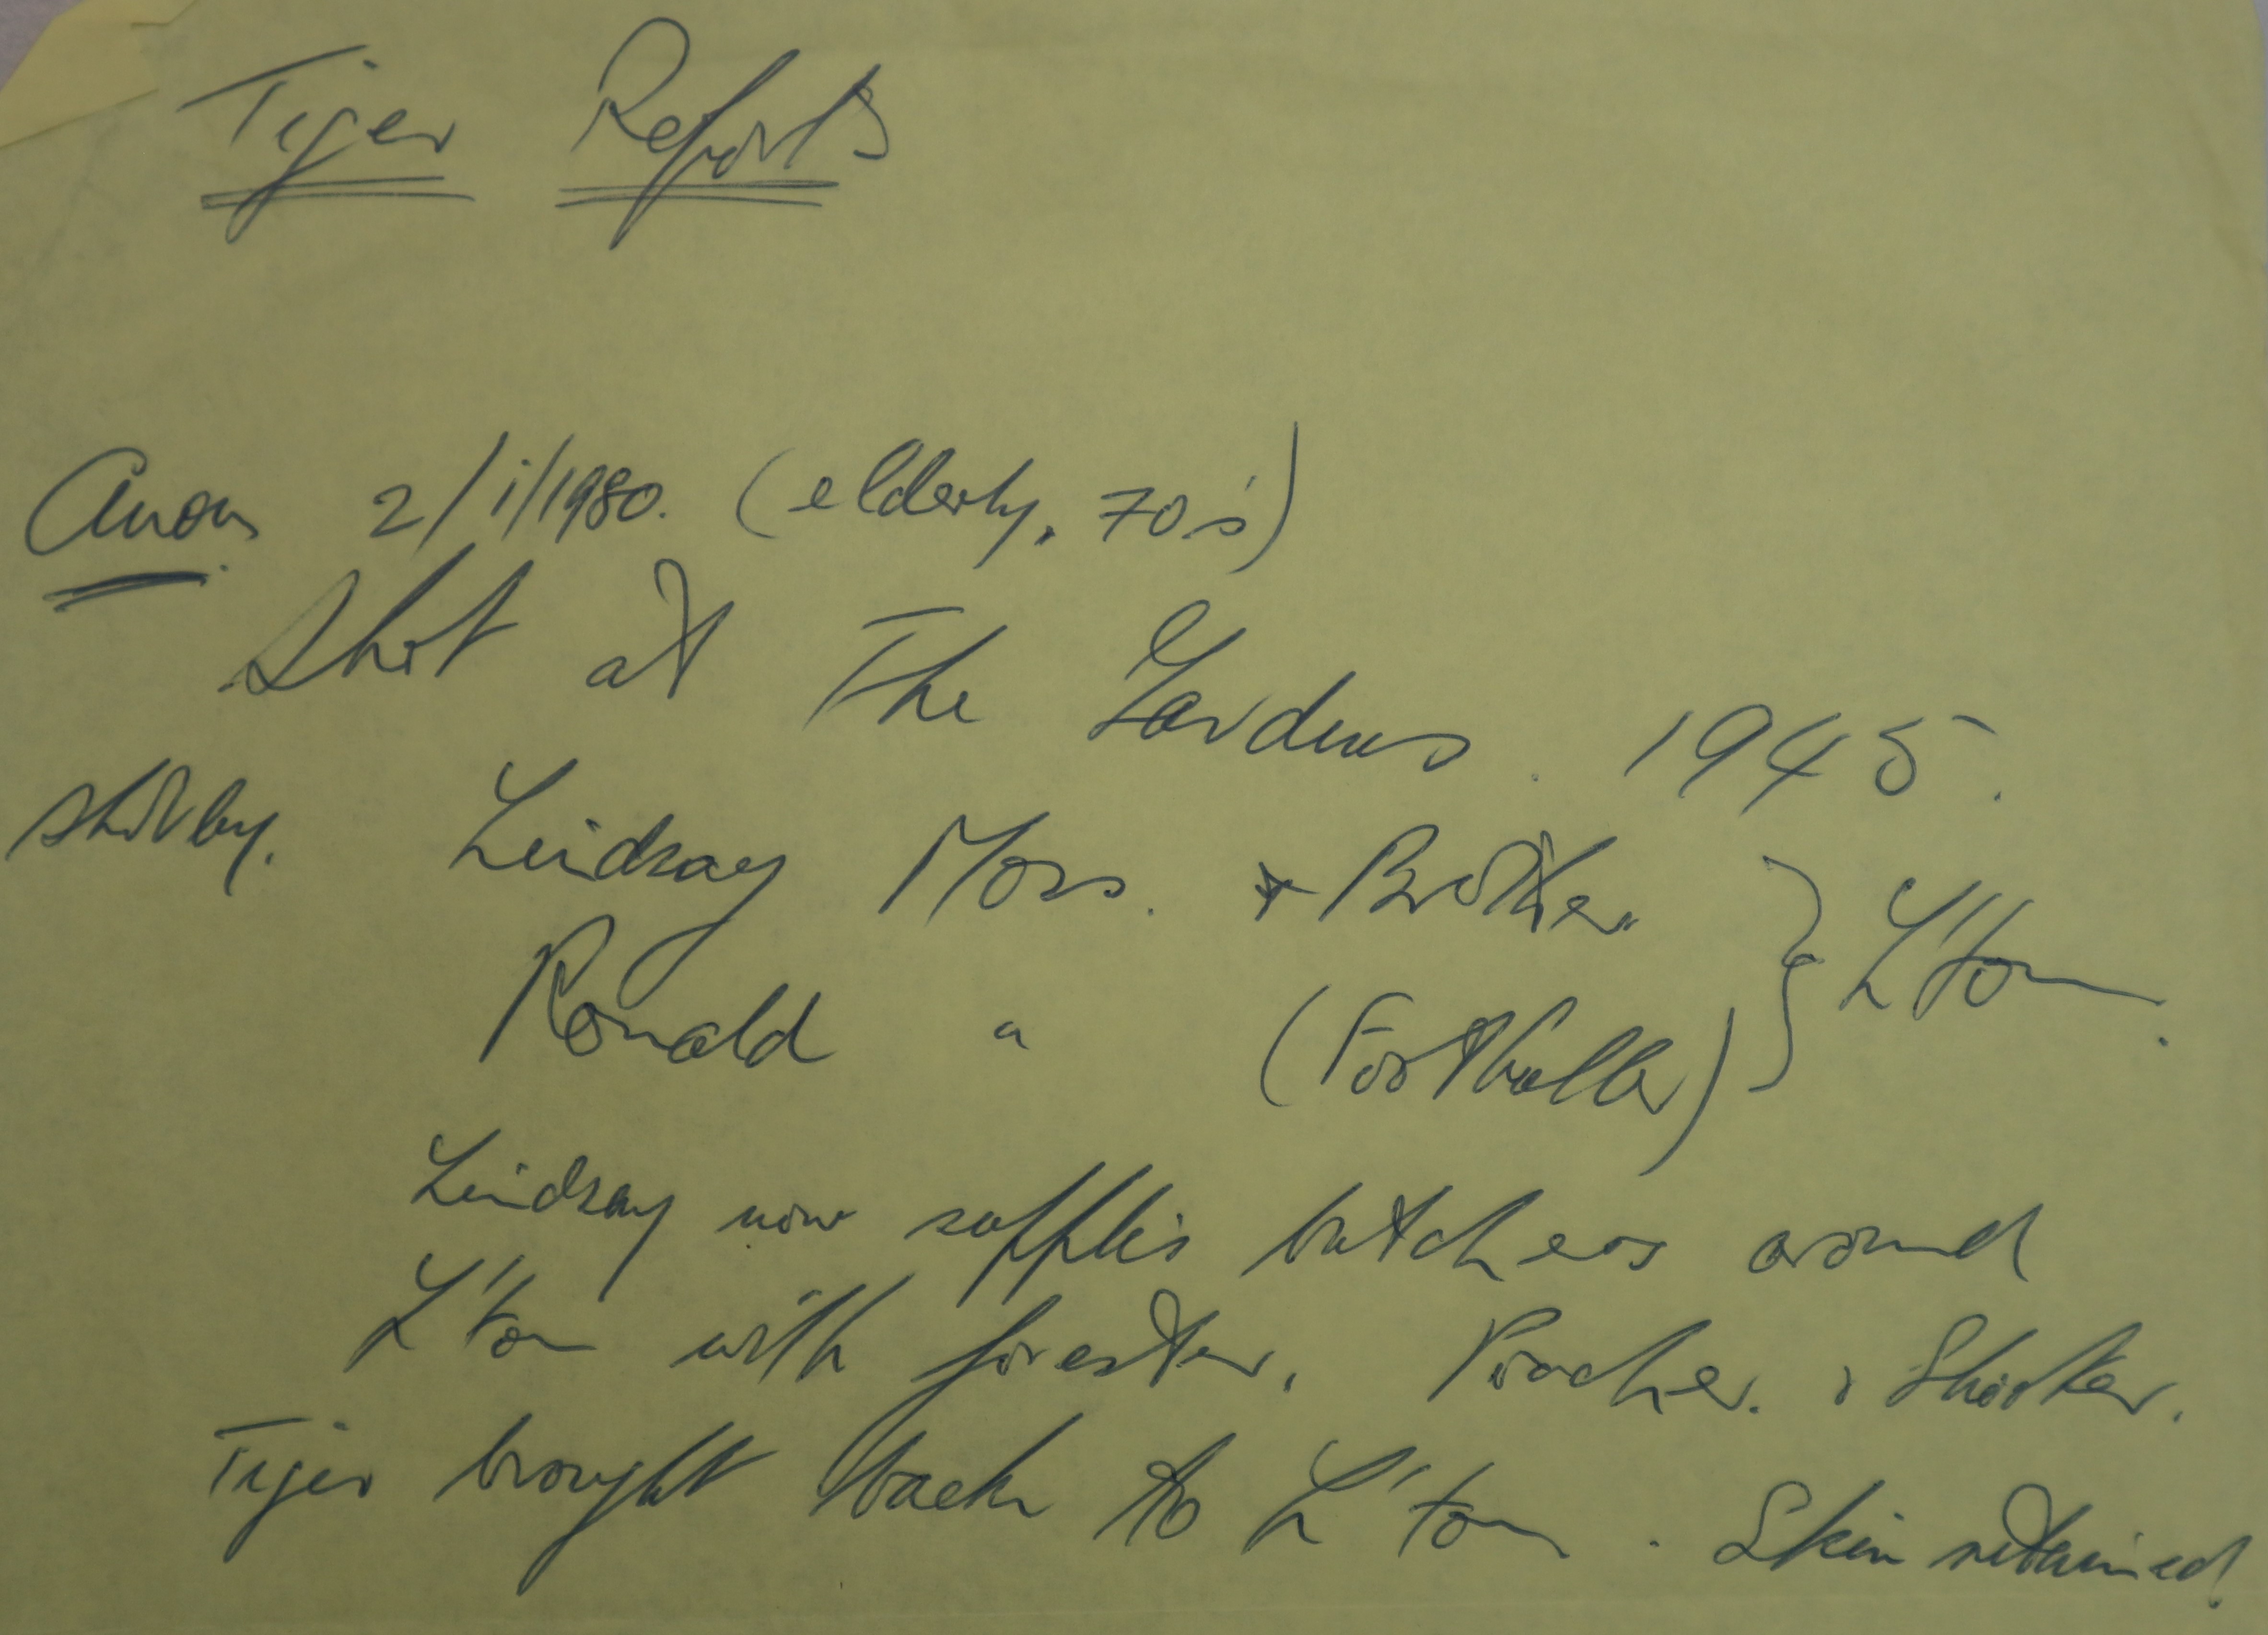 Tiger Reports
Anon. 2/1/1980. (elderly, 70's)
Shot at The Gardens. 1945.
shot by. Lindsay Moss. + Brother } L'ton.
Ronald " (Footballer)
Lindsay now supplies butchers around
L'ton with forester. Poacher. & Shooter.
Tiger brought back to L'ton. Skin retained.